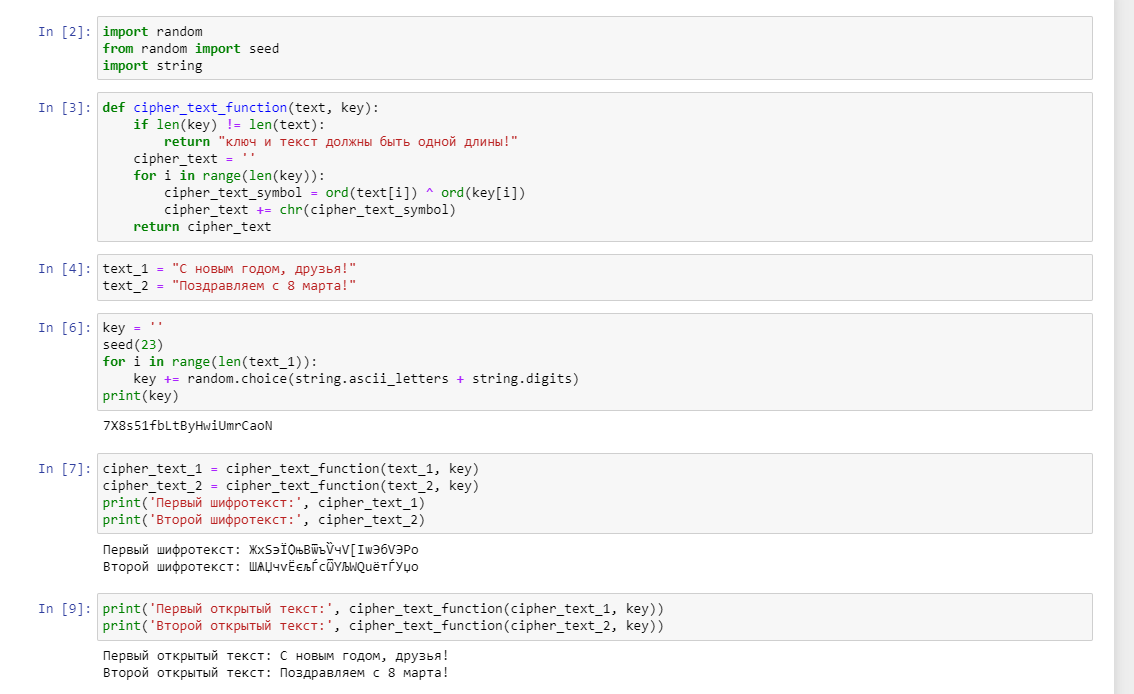 In [2]: import random
from random import seed
import string
In [3]: def cipher_text_function(text, key):
    if len(key) != len(text):
        return "ключ и текст должны быть одной длины!"
    cipher_text = ''
    for i in range(len(key)):
        cipher_text_symbol = ord(text[i]) ^ ord(key[i])
        cipher_text += chr(cipher_text_symbol)
    return cipher_text
In [4]: text_1 = "С новым годом, друзья!"
text_2 = "Поздравляем с 8 марта!"
In [6]: key = ''
seed(23)
for i in range(len(text_1)):
    key += random.choice(string.ascii_letters + string.digits)
print(key)
7X8s51fbLtByHwiUmrCaoN
In [7]: cipher_text_1 = cipher_text_function(text_1, key)
cipher_text_2 = cipher_text_function(text_2, key)
print('Первый шифротекст:', cipher_text_1)
print('Второй шифротекст:', cipher_text_2)
Первый шифротекст:
Второй шифротекст:
In [9]: print('Первый открытый текст:', cipher_text_function(cipher_text_1, key))
print('Второй открытый текст:', cipher_text_function(cipher_text_2, key))
Первый открытый текст: С новым годом, друзья!
Второй открытый текст: Поздравляем с 8 марта!